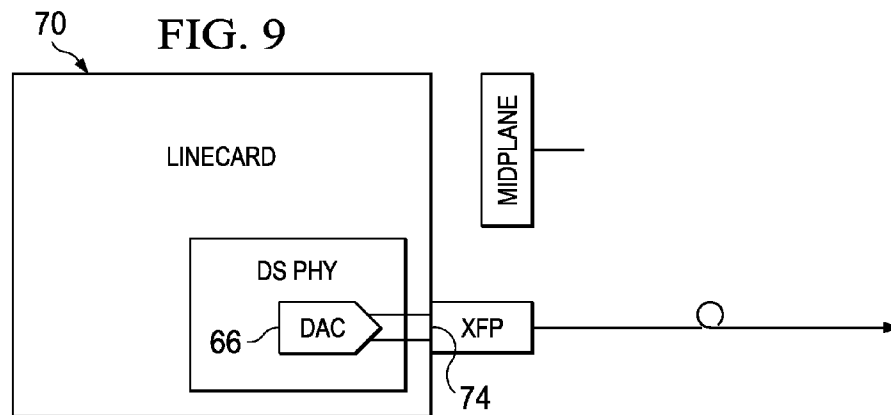 FIG. 9
70
LINECARD
MIDPLANE
DS PHY
66
DAC
XFP
74